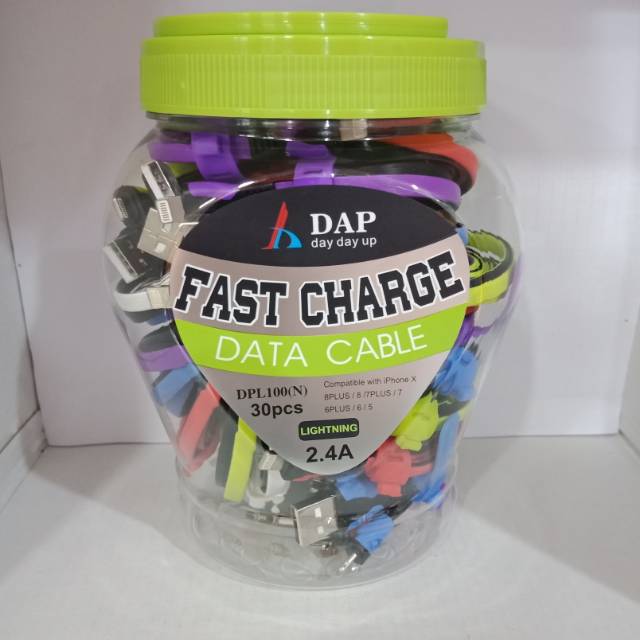 DAP
day day up
FAST CHARGE
DATA CABLE
DPL100(N)
30pcs
Compatible with iPhone X
8PLUS / 8 /7PLUS / 7
6PLUS / 6 / 5
LIGHTNING
2.4A